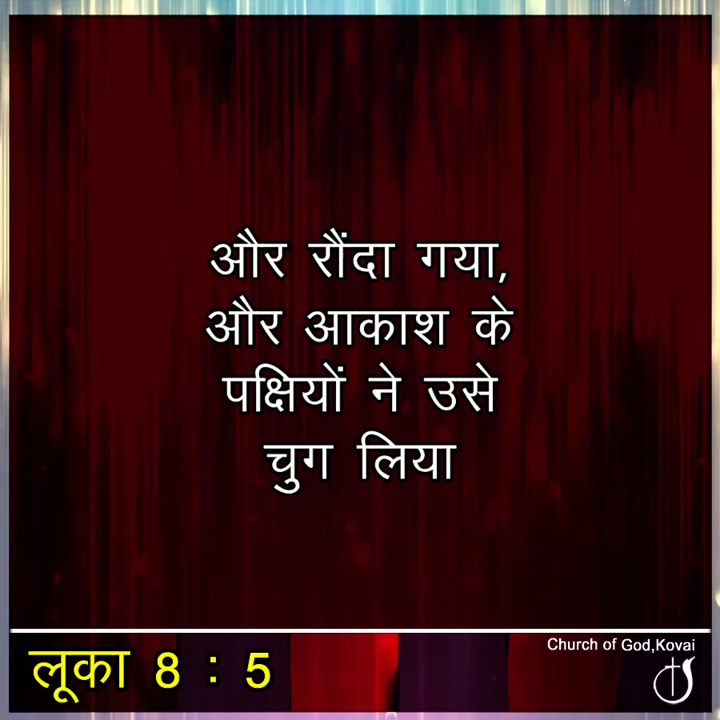 और रौंदा गया,
और आकाश के
पक्षियों ने उसे
चुग लिया
लूका 8 : 5
Church of God,Kovai